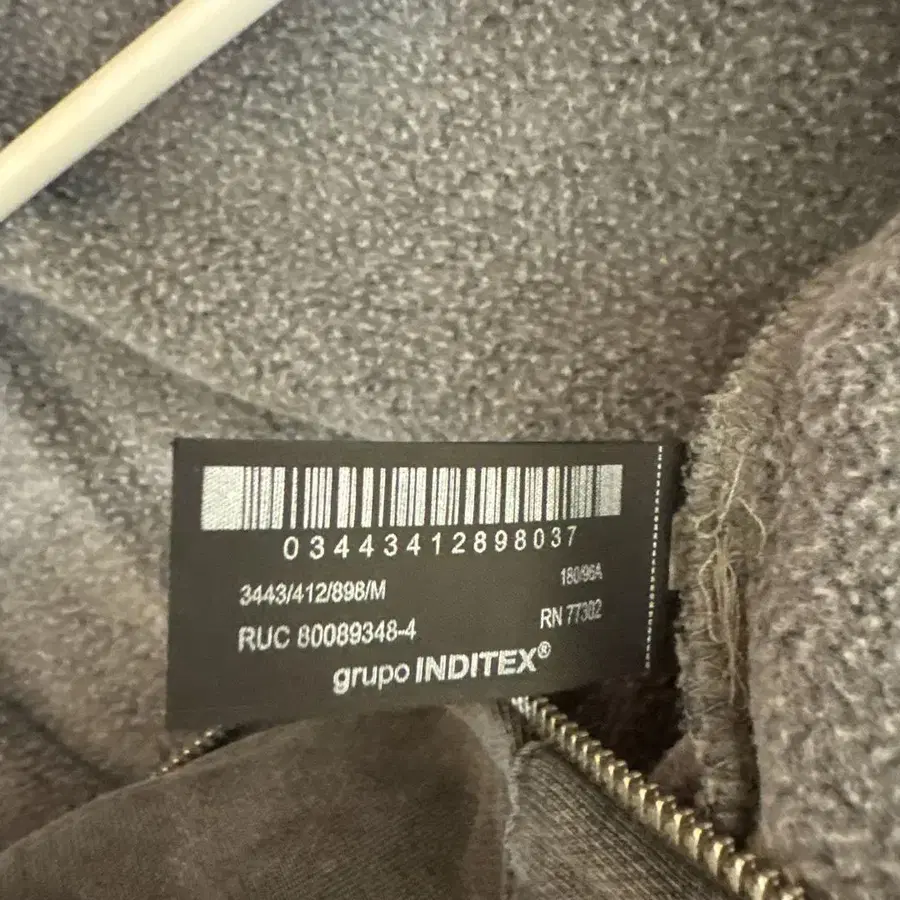 03443412898037
3443/412/898/M
180/96A
RUC 80089348-4
RN 77302
grupo INDITEX®